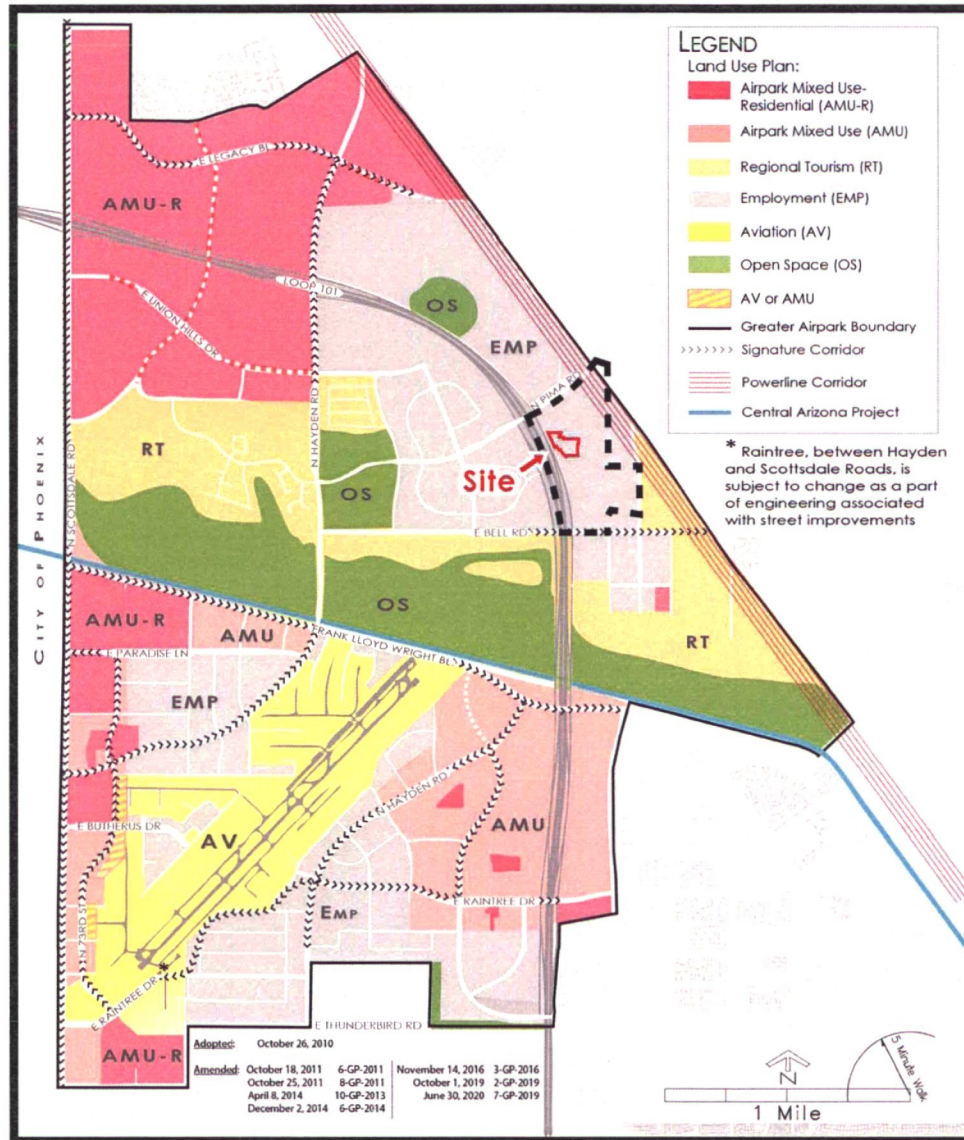 LEGEND
Land Use Plan:
Airpark Mixed Use-
Residential (AMU-R)
Airpark Mixed Use (AMU)
Regional Tourism (RT)
Employment (EMP)
Aviation (AV)
Open Space (OS)
AV or AMU
Greater Airpark Boundary
Signature Corridor
Powerline Corridor
Central Arizona Project
* Raintree, between Hayden
and Scottsdale Roads, is
subject to change as a part
of engineering associated
with street improvements
E LEGACY BL
AMU-R
LOOP 101
OS
E UNION HILLS DR
EMP
N PIMA RD
N HAYDEN RD
RT
OS
Site
CITY OF PHOENIX
N SCOTTSDALE RD
E BELL RD
OS
RT
AMU-R
AMU
FRANK LLOYD WRIGHT BL
E PARADISE LN
EMP
N HAYDEN RD
AMU
E BUTHERUS DR
AV
E RAINTREE DR
EMP
N 73RD ST
*
E RAINTREE DR
E THUNDERBIRD RD
AMU-R
Adopted: October 26, 2010
Amended: October 18, 2011 6-GP-2011 November 14, 2016 3-GP-2016
October 25, 2011 8-GP-2011 October 1, 2019 2-GP-2019
April 8, 2014 10-GP-2013 June 30, 2020 7-GP-2019
December 2, 2014 6-GP-2014
N
5 Minute Walk
1 Mile